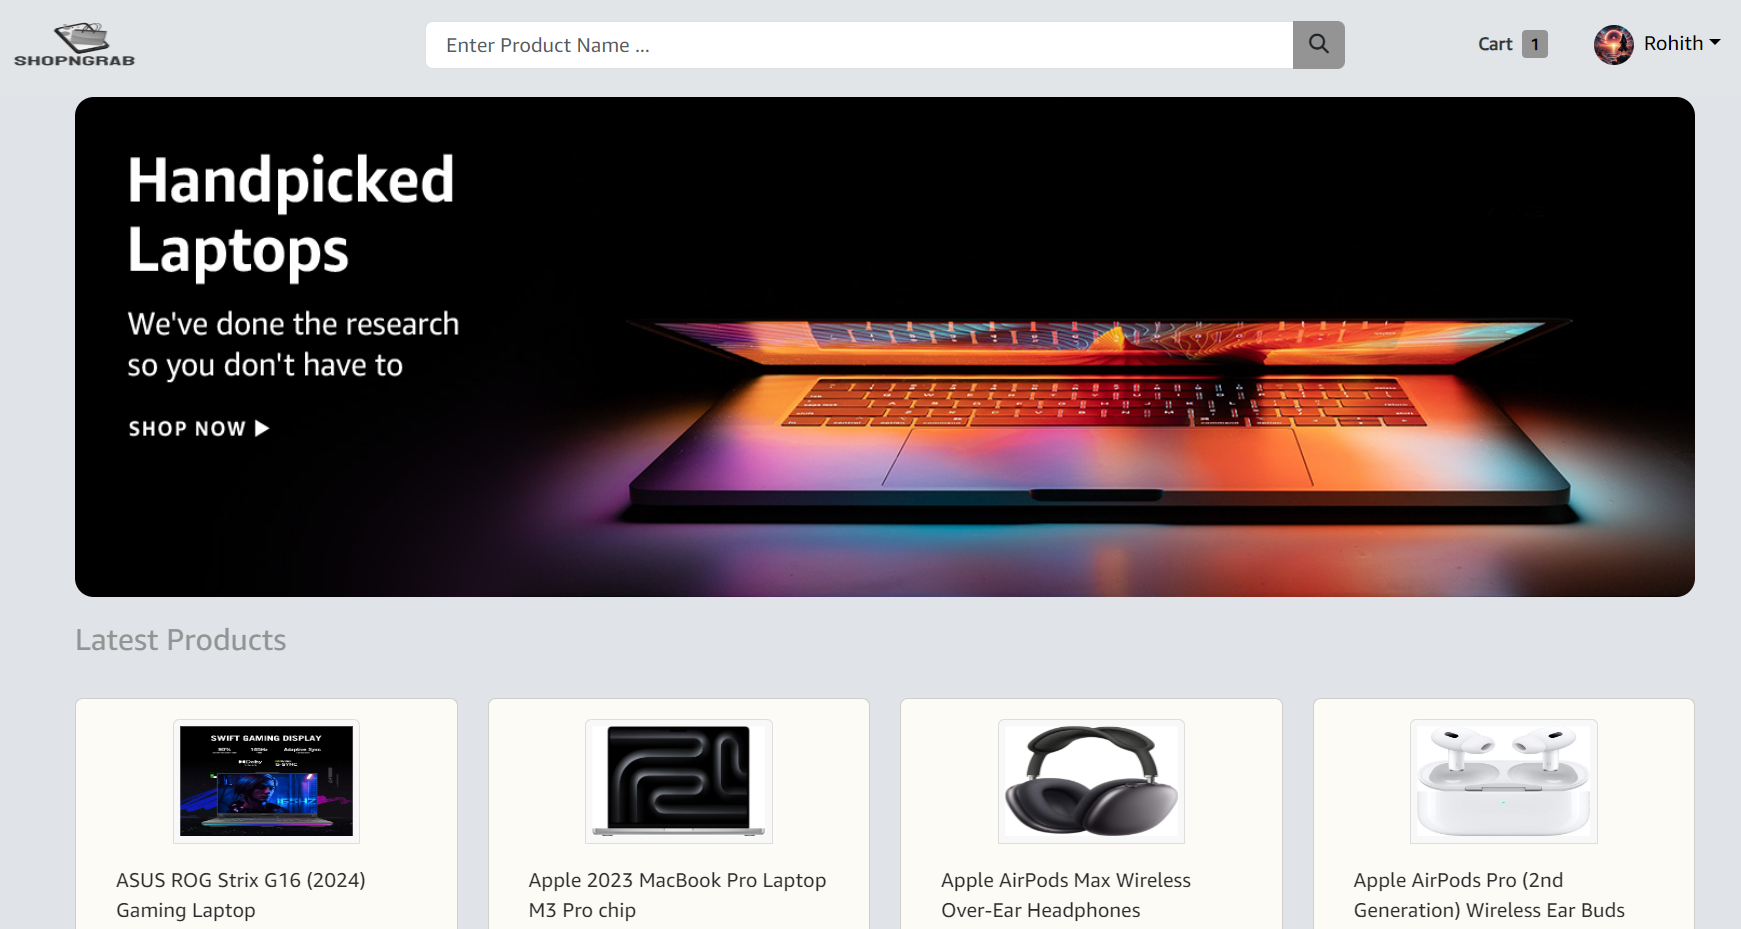 SHOPNGRAB
Enter Product Name ...
Cart 1
Rohith
Handpicked
Laptops
We've done the research
so you don't have to
SHOP NOW
Latest Products
SWIFT GAMING DISPLAY
165HZ
ASUS ROG Strix G16 (2024)
Gaming Laptop
Apple 2023 MacBook Pro Laptop
M3 Pro chip
Apple AirPods Max Wireless
Over-Ear Headphones
Apple AirPods Pro (2nd
Generation) Wireless Ear Buds